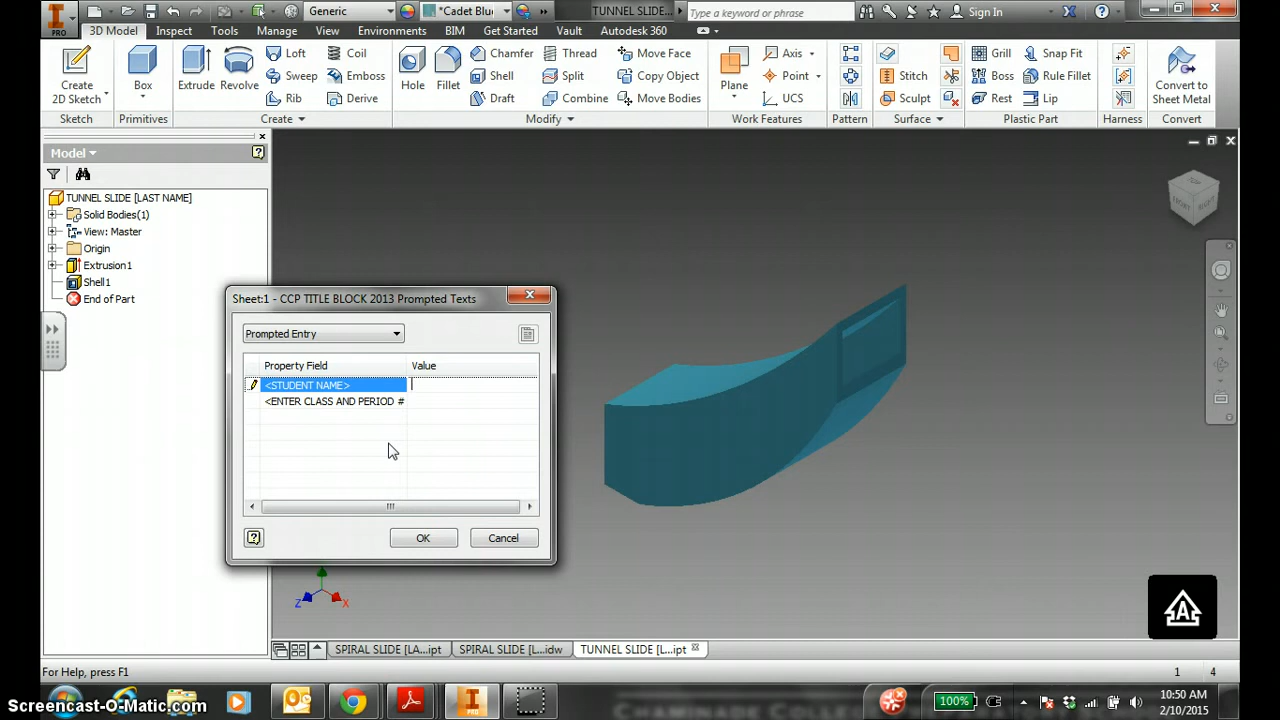 Generic
*Cadet Blu
TUNNEL SLIDE...
Type a keyword or phrase
Sign In
PRO
3D Model Inspect Tools Manage View Environments BIM Get Started Vault Autodesk 360
Create
2D Sketch
Box
Extrude
Revolve
Loft
Sweep
Rib
Coil
Emboss
Derive
Hole
Fillet
Chamfer
Shell
Draft
Thread
Split
Combine
Move Face
Copy Object
Move Bodies
Plane
Axis
Point
UCS
Stitch
Sculpt
Grill
Boss
Rest
Snap Fit
Rule Fillet
Lip
Convert to
Sheet Metal
Sketch Primitives Create Modify Work Features Pattern Surface Plastic Part Harness Convert
Model
TUNNEL SLIDE [LAST NAME]
Solid Bodies(1)
View: Master
Origin
Extrusion1
Shell1
End of Part
TOP
FRONT
RIGHT
Sheet:1 - CCP TITLE BLOCK 2013 Prompted Texts
Prompted Entry
Property Field Value
<STUDENT NAME>
<ENTER CLASS AND PERIOD #
OK Cancel
Z X
A
SPIRAL SLIDE [LA...ipt SPIRAL SLIDE [L...idw TUNNEL SLIDE [L...ipt
For Help, press F1
1 4
PRO
100%
10:50 AM
2/10/2015
Screencast-O-Matic.com